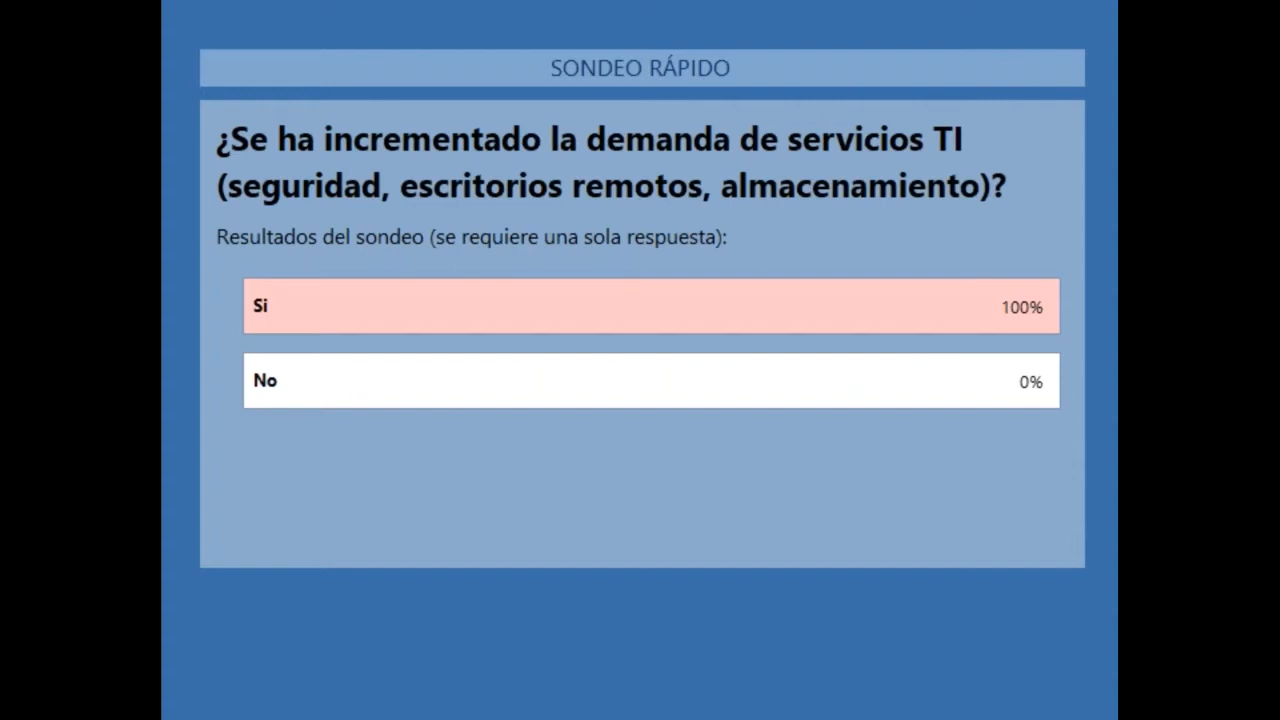 SONDEO RÁPIDO
¿Se ha incrementado la demanda de servicios TI
(seguridad, escritorios remotos, almacenamiento)?
Resultados del sondeo (se requiere una sola respuesta):
Si 100%
No 0%